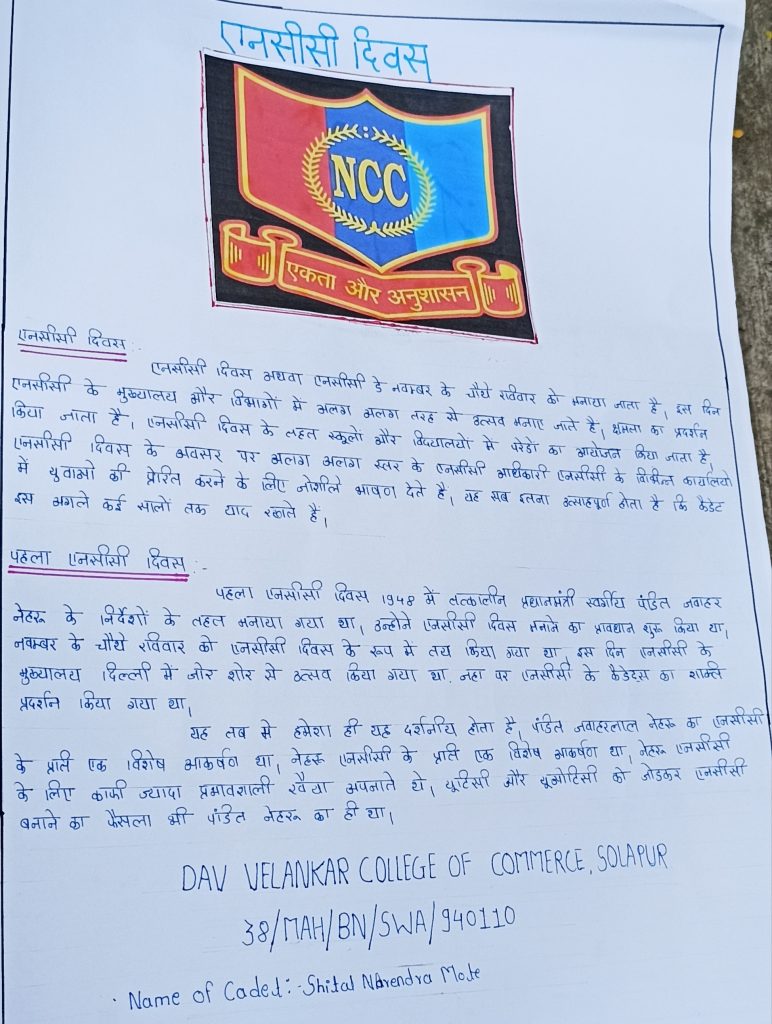 एनसीसी दिवस
NCC
एकता और अनुशासन
एनसीसी दिवस
एनसीसी दिवस अथवा एनसीसी डे नवम्बर के चौथे रविवार को मनाया जाता है, इस दिन
एनसीसी के मुख्यालय और विभागों में अलग अलग तरह से उत्सव मनाए जाते है, क्षमता का प्रदर्शन
किया जाता है, एनसीसी दिवस के तहत स्कूलों और विद्यालयों में परेडों का आयोजन किया जाता है,
एनसीसी दिवस के अवसर पर अलग अलग स्तर के एनसीसी अधिकारी एनसीसी के विभिन्न कार्यालयो
में युवाओ की प्रेरित करने के लिए जोशीले भाषण देते है, यह सब इतना उत्साहपूर्ण होता है कि कैडेट
इस अगले कई सालों तक याद रखते है,
पहला एनसीसी दिवस :-
पहला एनसीसी दिवस 1948 में तत्कालीन प्रधानमंत्री स्वर्गीय पंडित जवाहर
नेहरू के निर्देशों के तहत मनाया गया था, उन्होने एनसीसी दिवस मनाने का प्रावधान शुरू किया था,
नवम्बर के चौथे रविवार को एनसीसी दिवस के रूप में तय किया गया था इस दिन एनसीसी के
मुख्यालय दिल्ली में जोर शोर से उत्सव किया गया था. जहा पर एनसीसी के कैडेट्स का शक्ति
प्रदर्शन किया गया था,
यह तब से हमेशा ही यह दर्शनीय होता है, पंडित जवाहरलाल नेहरू का एनसीसी
के प्रति एक विशेष आकर्षण था, नेहरू एनसीसी के प्रति एक विशेष आकर्षण था, नेहरू एनसीसी
के लिए काफी ज्यादा प्रभावशाली रवैया अपनाते थे, यूटिसी और यूओटिसी को जोडकर एनसीसी
बनाने का फैसला भी पंडित नेहरू का ही था,
DAV VELANKAR COLLEGE OF COMMERCE, SOLAPUR
38/MAH/BN/SWA/940110
Name of Cadet:- Shital Narendra Mote